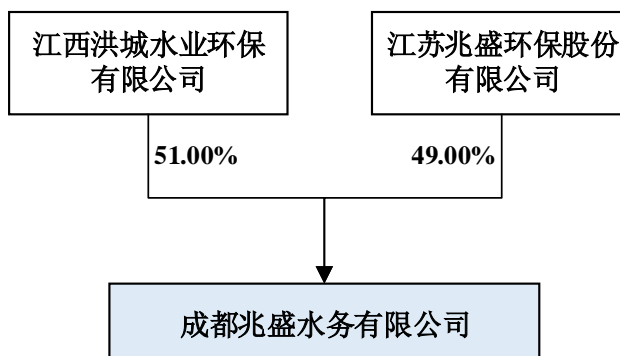 江西洪城水业环保
有限公司
江苏兆盛环保股份
有限公司
51.00%
49.00%
成都兆盛水务有限公司